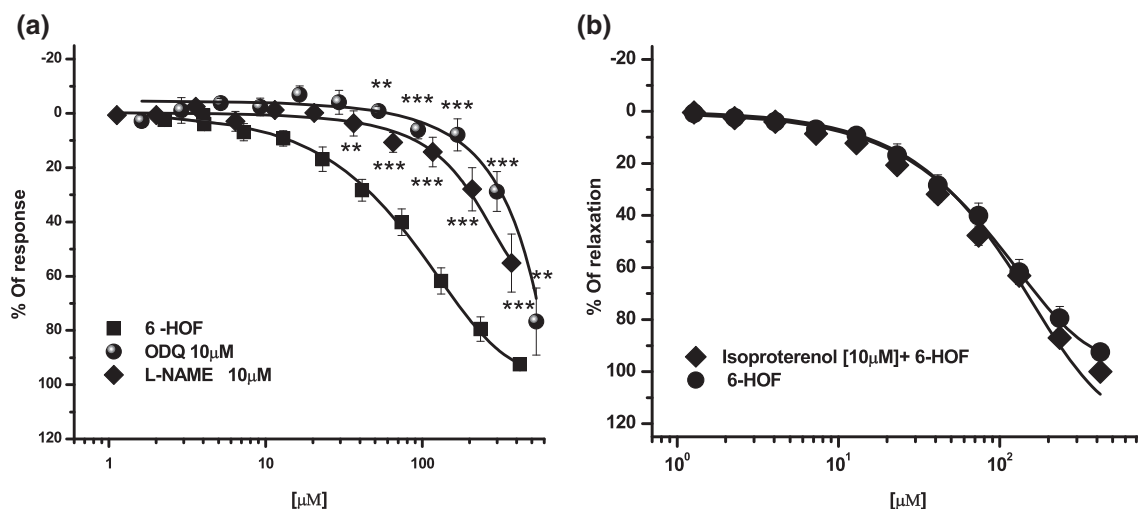 (a)
-20
0
20
40
60
80
100
120
% Of response
**
***
***
***
**
***
***
***
**
***
6 -HOF
ODQ 10μM
L-NAME 10μM
1
10
100
[μM]
(b)
-20
0
20
40
60
80
100
120
% Of relaxation
Isoproterenol [10μM]+ 6-HOF
6-HOF
10⁰
10¹
10²
[μM]